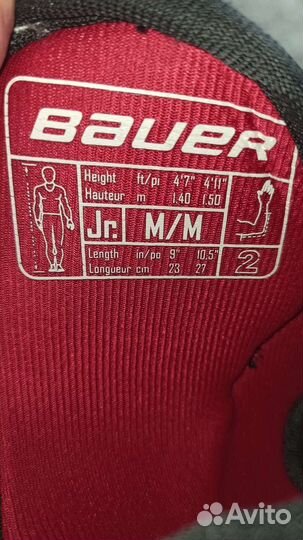 BAUER
Height ft/pi 4'7" 4'11"
Hauteur m 1.40 1.50
Jr. M/M
Length in/po 9" 10.5"
Longueur cm 23 27
2
Avito